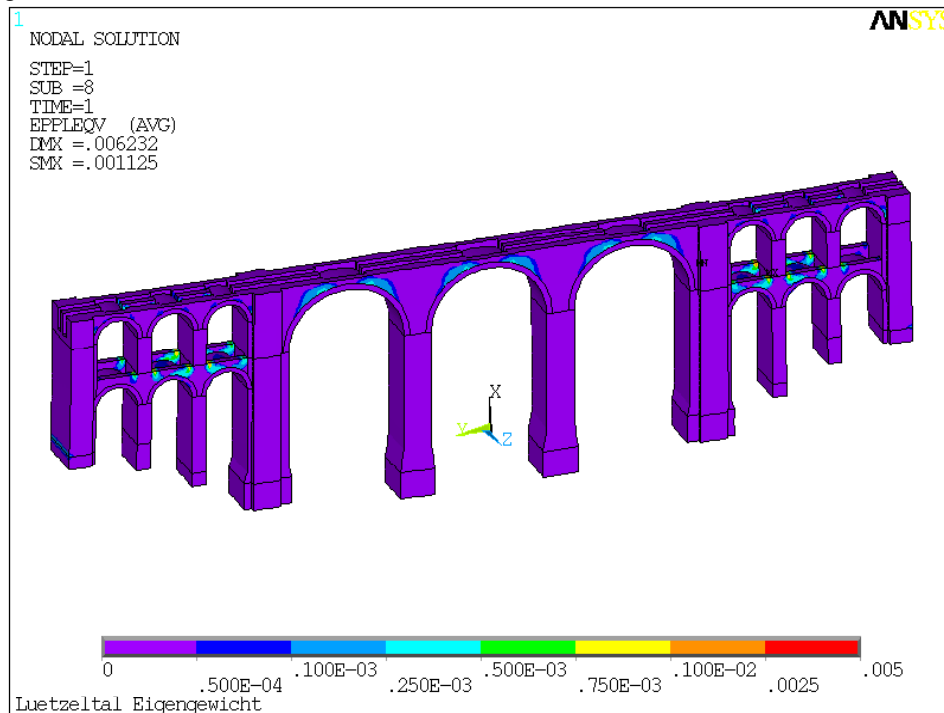 1
ANSYS
NODAL SOLUTION
STEP=1
SUB =8
TIME=1
EPPLEQV (AVG)
DMX =.006232
SMX =.001125
X
Y
Z
0
.500E-04
.100E-03
.250E-03
.500E-03
.750E-03
.100E-02
.0025
.005
Luetzeltal Eigengewicht